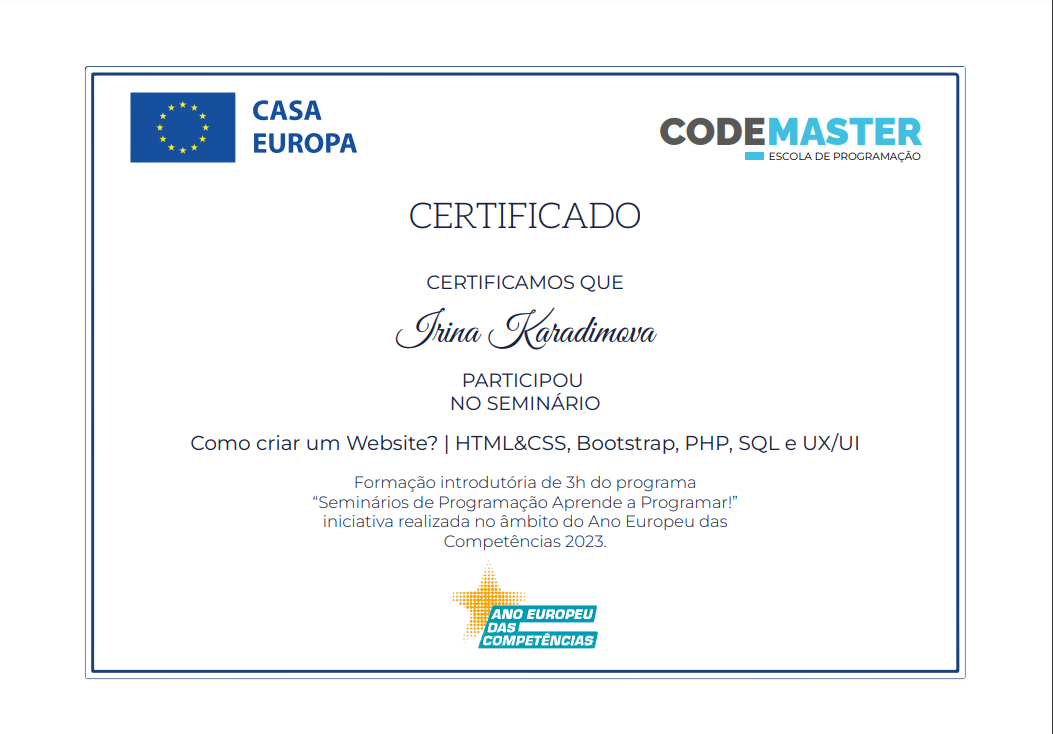 CASA
EUROPA
CODEMASTER
ESCOLA DE PROGRAMAÇÃO
CERTIFICADO
CERTIFICAMOS QUE
Irina Karadimova
PARTICIPOU
NO SEMINÁRIO
Como criar um Website? | HTML&CSS, Bootstrap, PHP, SQL e UX/UI
Formação introdutória de 3h do programa
“Seminários de Programação Aprende a Programar!”
iniciativa realizada no âmbito do Ano Europeu das
Competências 2023.
ANO EUROPEU
DAS
COMPETÊNCIAS